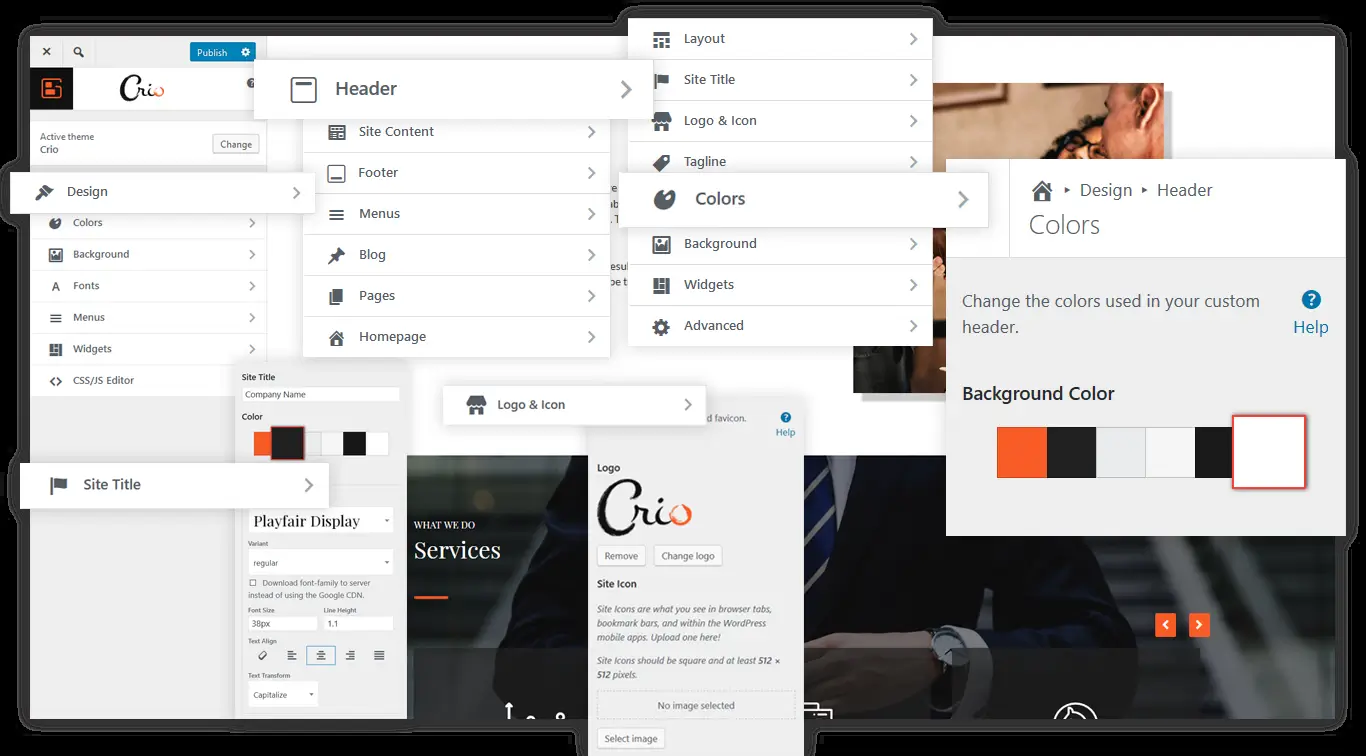 Publish
Crio
Active theme
Crio
Change
Design
Colors
Background
Fonts
Menus
Widgets
CSS/JS Editor
Header
Site Content
Footer
Menus
Blog
Pages
Homepage
Layout
Site Title
Logo & Icon
Tagline
Colors
Background
Widgets
Advanced
Design
Header
Colors
Change the colors used in your custom
header.
Help
Background Color
Site Title
Company Name
Color
Site Title
Playfair Display
Variant
regular
Download font-family to server
instead of using the Google CDN.
Font Size
Line Height
38px
1.1
Text Align
Text Transform
Capitalize
WHAT WE DO
Services
Logo & Icon
d favicon.
Help
Logo
Crio
Remove
Change logo
Site Icon
Site Icons are what you see in browser tabs,
bookmark bars, and within the WordPress
mobile apps. Upload one here!
Site Icons should be square and at least 512 ×
512 pixels.
No image selected
Select image